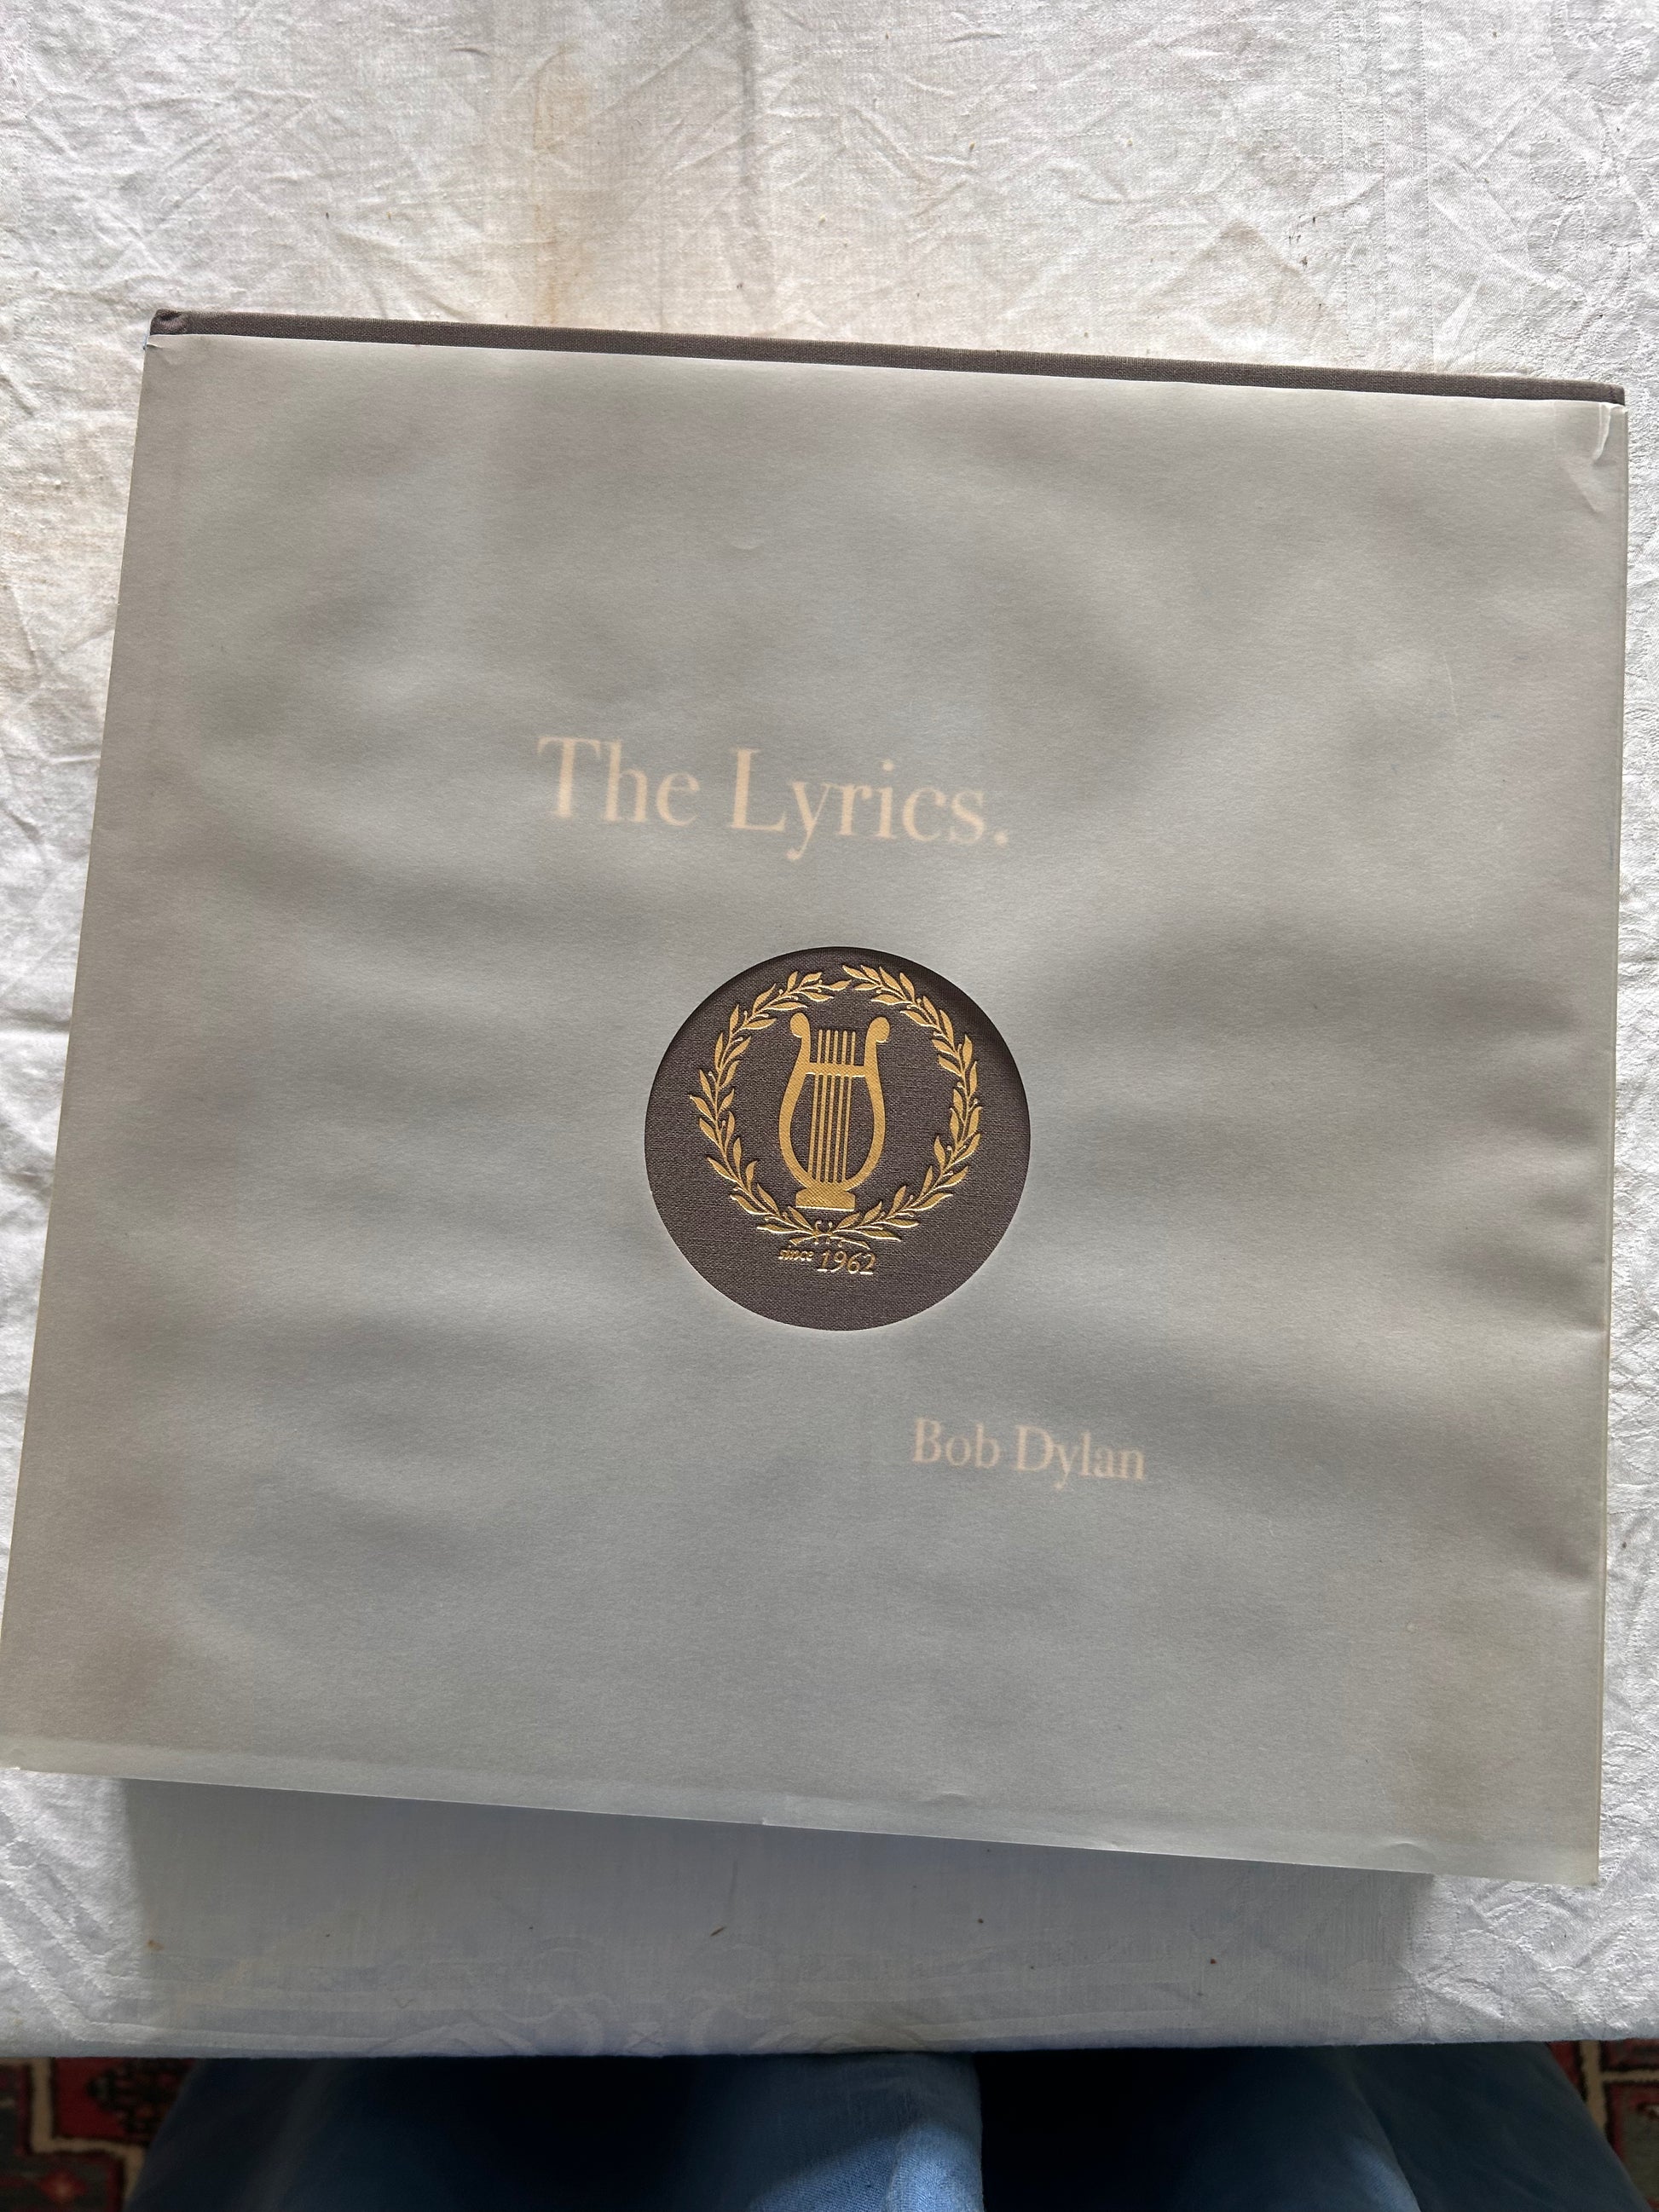 The Lyrics.
since 1962
Bob Dylan